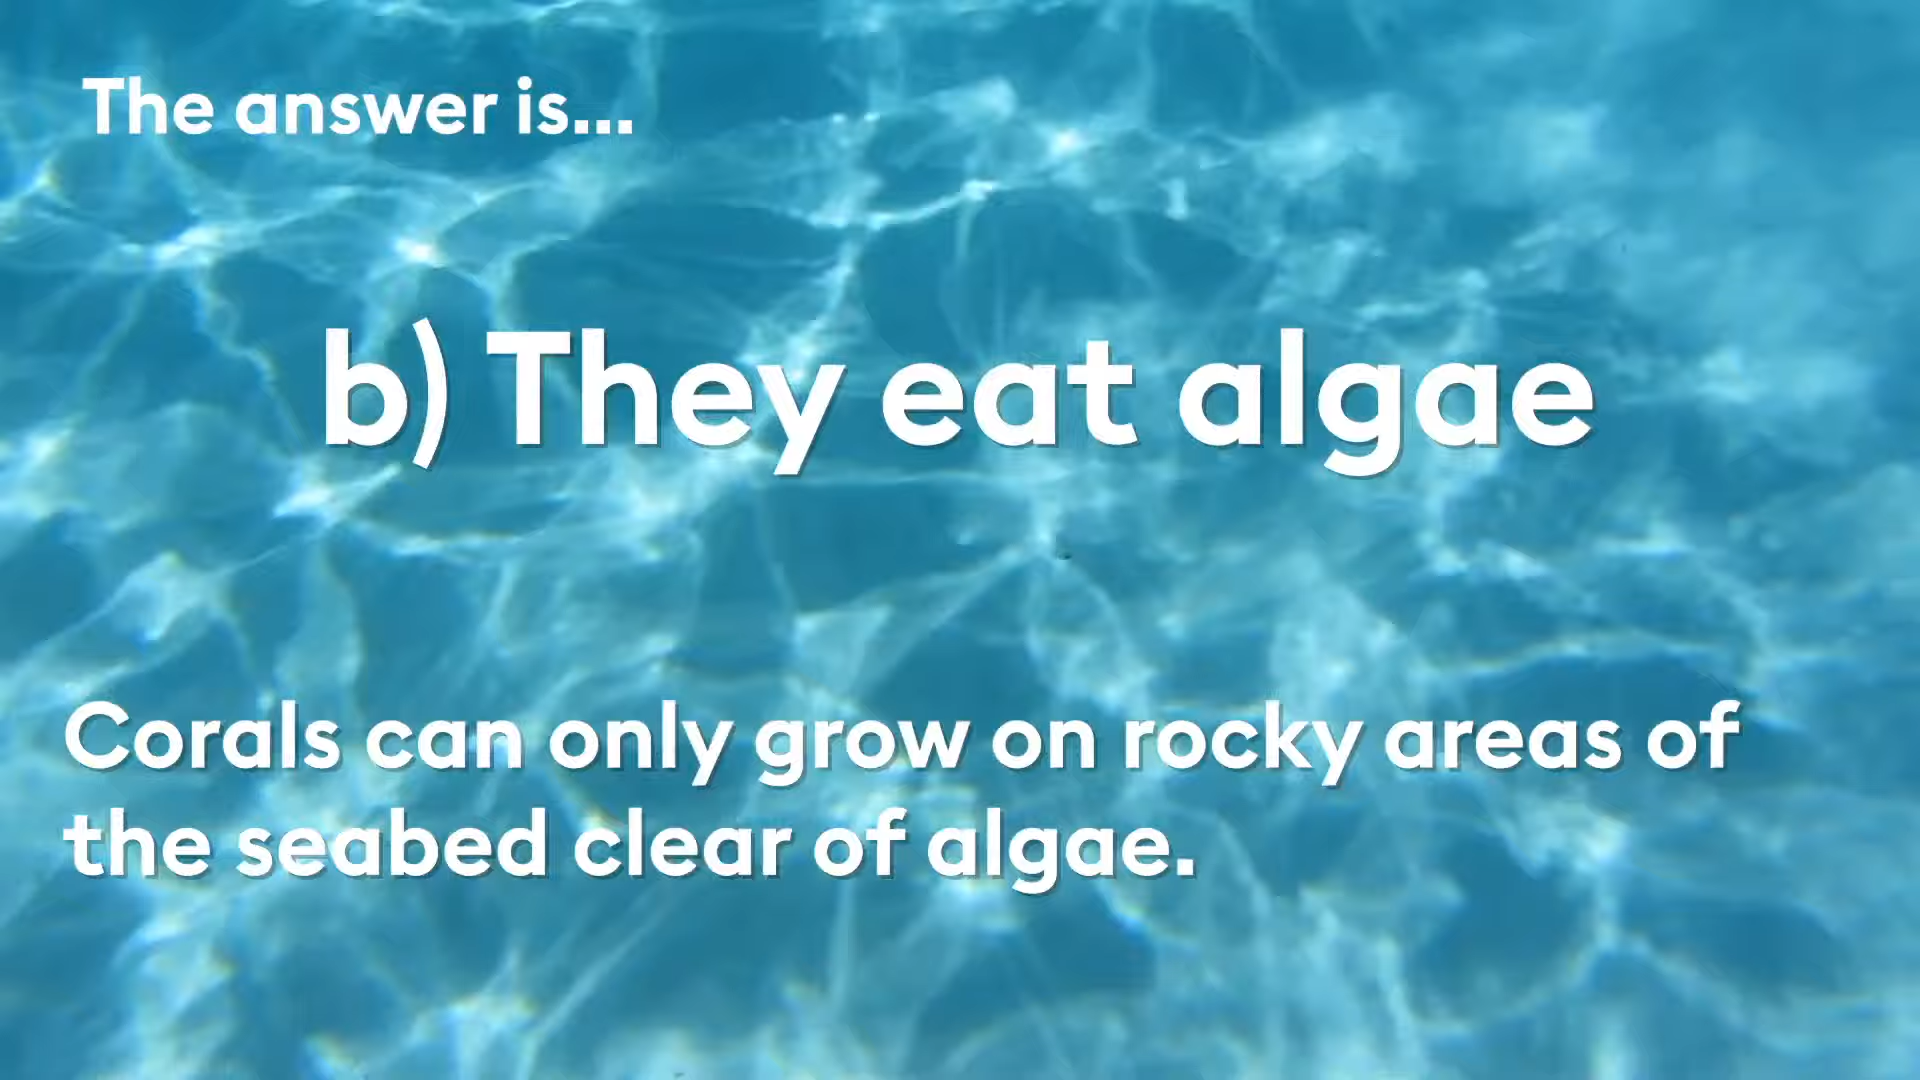 The answer is...
b) They eat algae
Corals can only grow on rocky areas of
the seabed clear of algae.